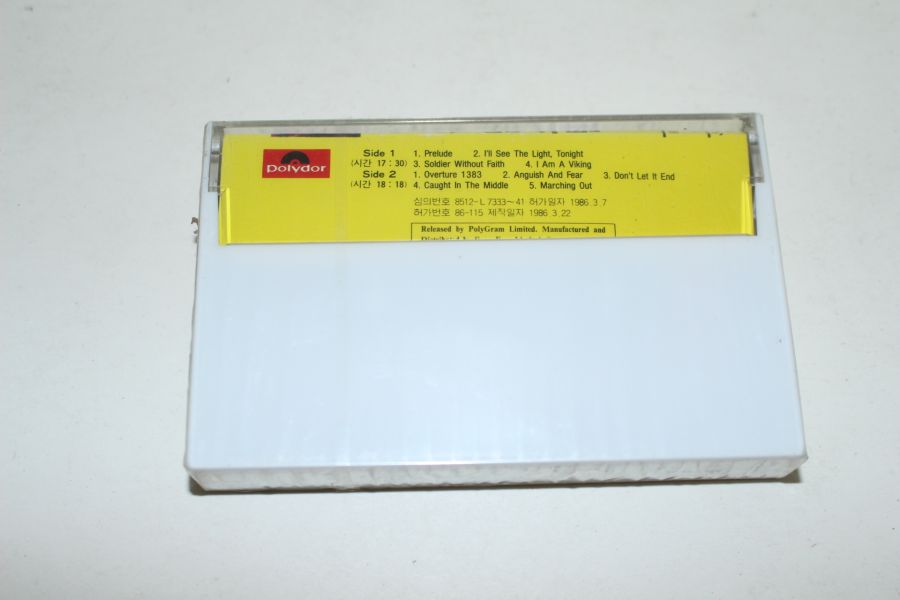 polydor
Side 1 1. Prelude 2. I'll See The Light, Tonight
(시간 17 : 30) 3. Soldier Without Faith 4. I Am A Viking
Side 2 1. Overture 1383 2. Anguish And Fear 3. Don't Let It End
(시간 18 : 18) 4. Caught In The Middle 5. Marching Out
심의번호 8512-L 7333~41 허가일자 1986. 3. 7
허가번호 86-115 제작일자 1986. 3. 22
Released by PolyGram Limited. Manufactured and